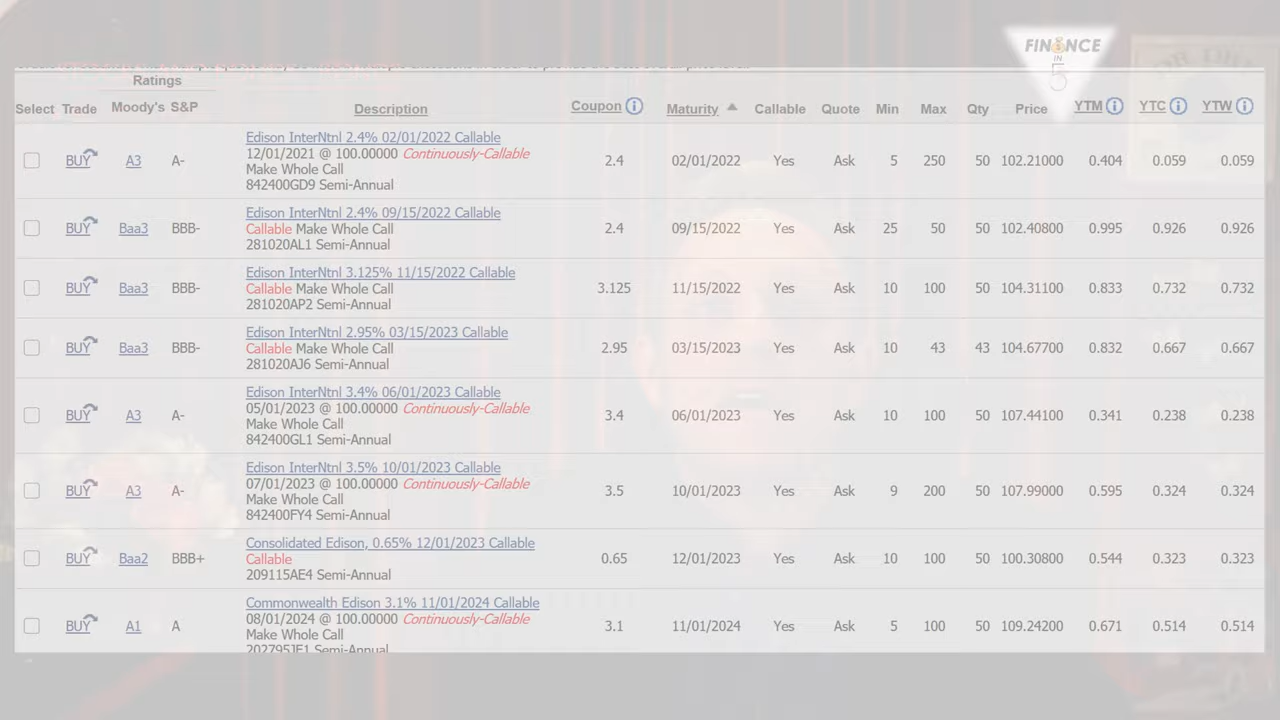 FINANCE
IN
5
Ratings
Select Trade Moody's S&P Description Coupon Maturity Callable Quote Min Max Qty Price YTM YTC YTW
Edison InterNtnl 2.4% 02/01/2022 Callable
12/01/2021 @ 100.00000 Continuously-Callable
BUY A3 A- 2.4 02/01/2022 Yes Ask 5 250 50 102.21000 0.404 0.059 0.059
Make Whole Call
842400GD9 Semi-Annual
Edison InterNtnl 2.4% 09/15/2022 Callable
BUY Baa3 BBB- Callable Make Whole Call 2.4 09/15/2022 Yes Ask 25 50 50 102.40800 0.995 0.926 0.926
281020AL1 Semi-Annual
Edison InterNtnl 3.125% 11/15/2022 Callable
BUY Baa3 BBB- Callable Make Whole Call 3.125 11/15/2022 Yes Ask 10 100 50 104.31100 0.833 0.732 0.732
281020AP2 Semi-Annual
Edison InterNtnl 2.95% 03/15/2023 Callable
BUY Baa3 BBB- Callable Make Whole Call 2.95 03/15/2023 Yes Ask 10 43 43 104.67700 0.832 0.667 0.667
281020AJ6 Semi-Annual
Edison InterNtnl 3.4% 06/01/2023 Callable
05/01/2023 @ 100.00000 Continuously-Callable
BUY A3 A- 3.4 06/01/2023 Yes Ask 10 100 50 107.44100 0.341 0.238 0.238
Make Whole Call
842400GL1 Semi-Annual
Edison InterNtnl 3.5% 10/01/2023 Callable
07/01/2023 @ 100.00000 Continuously-Callable
BUY A3 A- 3.5 10/01/2023 Yes Ask 9 200 50 107.99000 0.595 0.324 0.324
Make Whole Call
842400FY4 Semi-Annual
Consolidated Edison, 0.65% 12/01/2023 Callable
BUY Baa2 BBB+ Callable 0.65 12/01/2023 Yes Ask 10 100 50 100.30800 0.544 0.323 0.323
209115AE4 Semi-Annual
Commonwealth Edison 3.1% 11/01/2024 Callable
08/01/2024 @ 100.00000 Continuously-Callable
BUY A1 A 3.1 11/01/2024 Yes Ask 5 100 50 109.24200 0.671 0.514 0.514
Make Whole Call
202795JE1 Semi-Annual